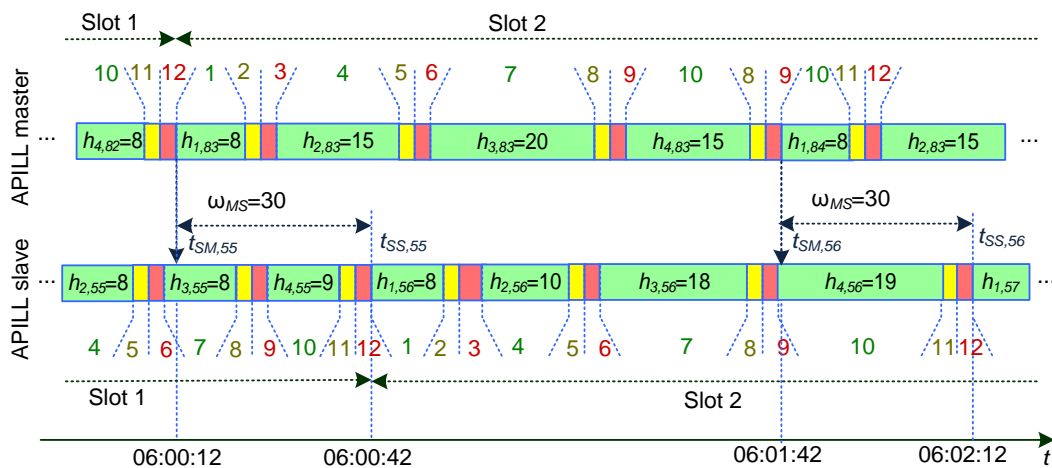 Slot 1 Slot 2
10 11 12 1 2 3 4 5 6 7 8 9 10 8 9 10 11 12
APILL master
... h4,82=8 h1,83=8 h2,83=15 h3,83=20 h4,83=15 h1,84=8 h2,83=15 ...
ωMS=30 ωMS=30
tSM,55 tSS,55 tSM,56 tSS,56
APILL slave
... h2,55=8 h3,55=8 h4,55=9 h1,56=8 h2,56=10 h3,56=18 h4,56=19 h1,57 ...
4 5 6 7 8 9 10 11 12 1 2 3 4 5 6 7 8 9 10 11 12
Slot 1 Slot 2
06:00:12 06:00:42 06:01:42 06:02:12 t